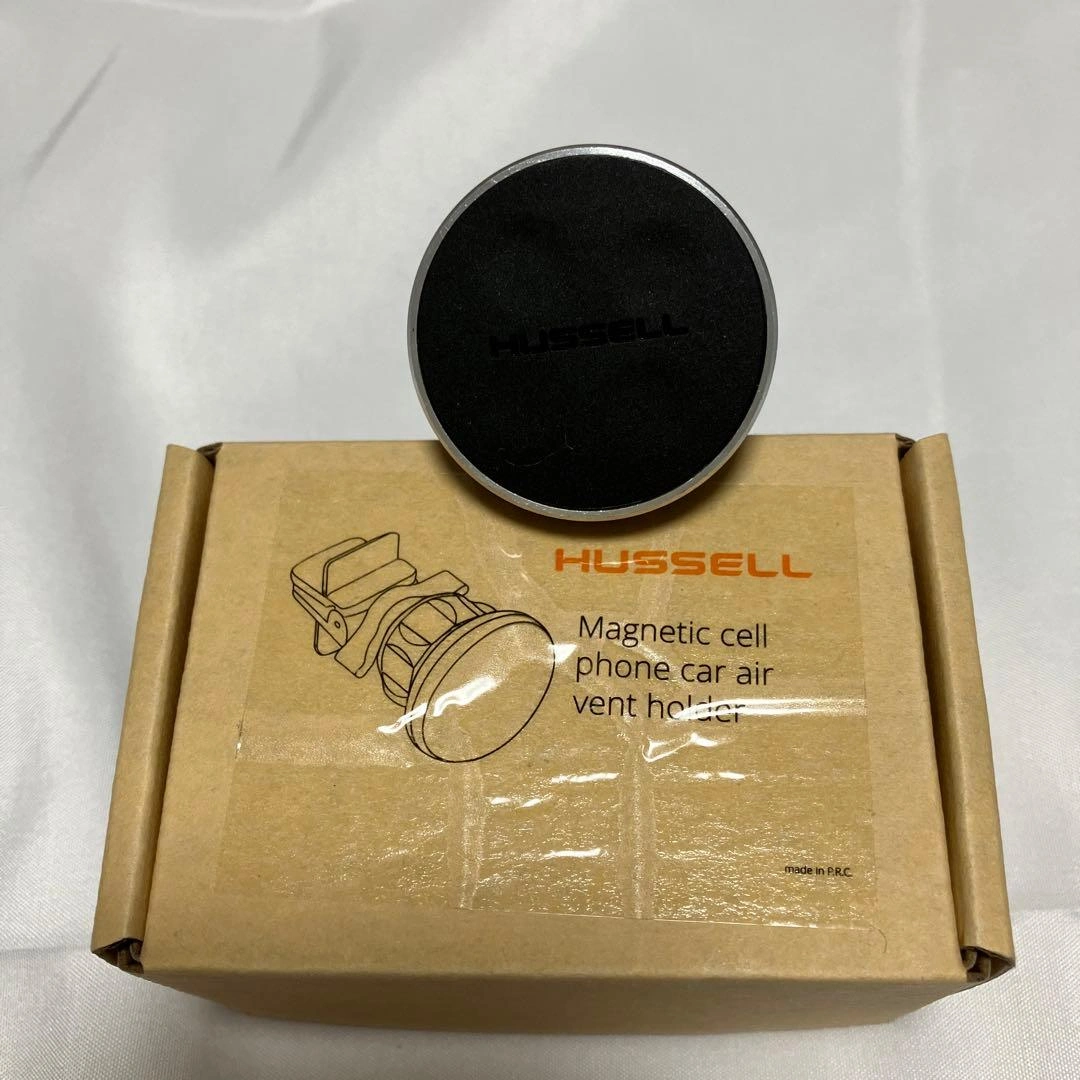 HUSSELL
HUSSELL
Magnetic cell
phone car air
vent holder
made in P.R.C.